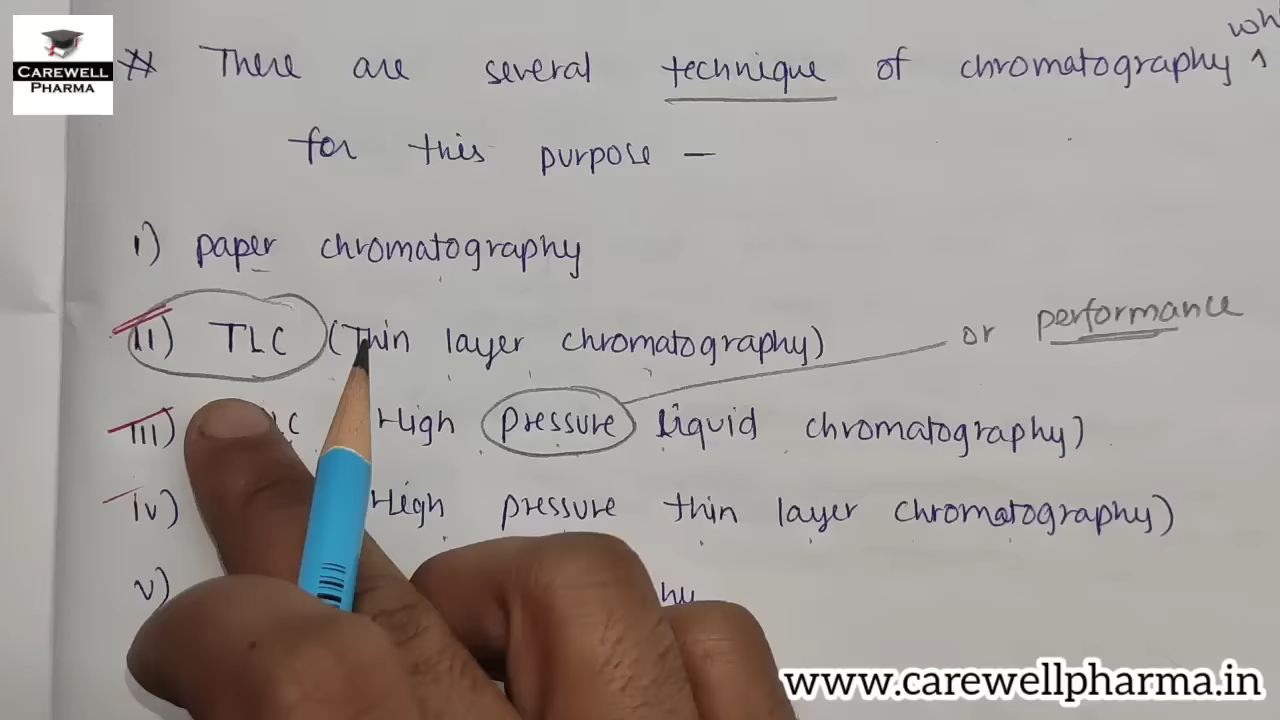 CAREWELL
PHARMA
* There are several technique of chromatography ^
for this purpose —
i) paper chromatography
ii) TLC (Thin layer chromatography) or performance
iii) High pressure liquid chromatography)
iv) High pressure thin layer chromatography)
v)
www.carewellpharma.in